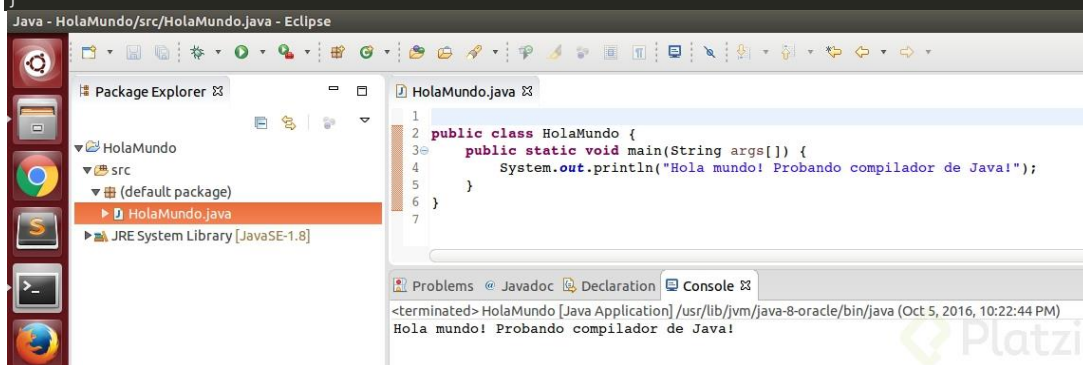 Java - HolaMundo/src/HolaMundo.java - Eclipse
Package Explorer
HolaMundo
src
(default package)
HolaMundo.java
JRE System Library [JavaSE-1.8]
HolaMundo.java
1
2 public class HolaMundo {
3 public static void main(String args[]) {
4 System.out.println("Hola mundo! Probando compilador de Java!");
5 }
6 }
7
Problems @ Javadoc Declaration Console
<terminated> HolaMundo [Java Application] /usr/lib/jvm/java-8-oracle/bin/java (Oct 5, 2016, 10:22:44 PM)
Hola mundo! Probando compilador de Java!
Platzi